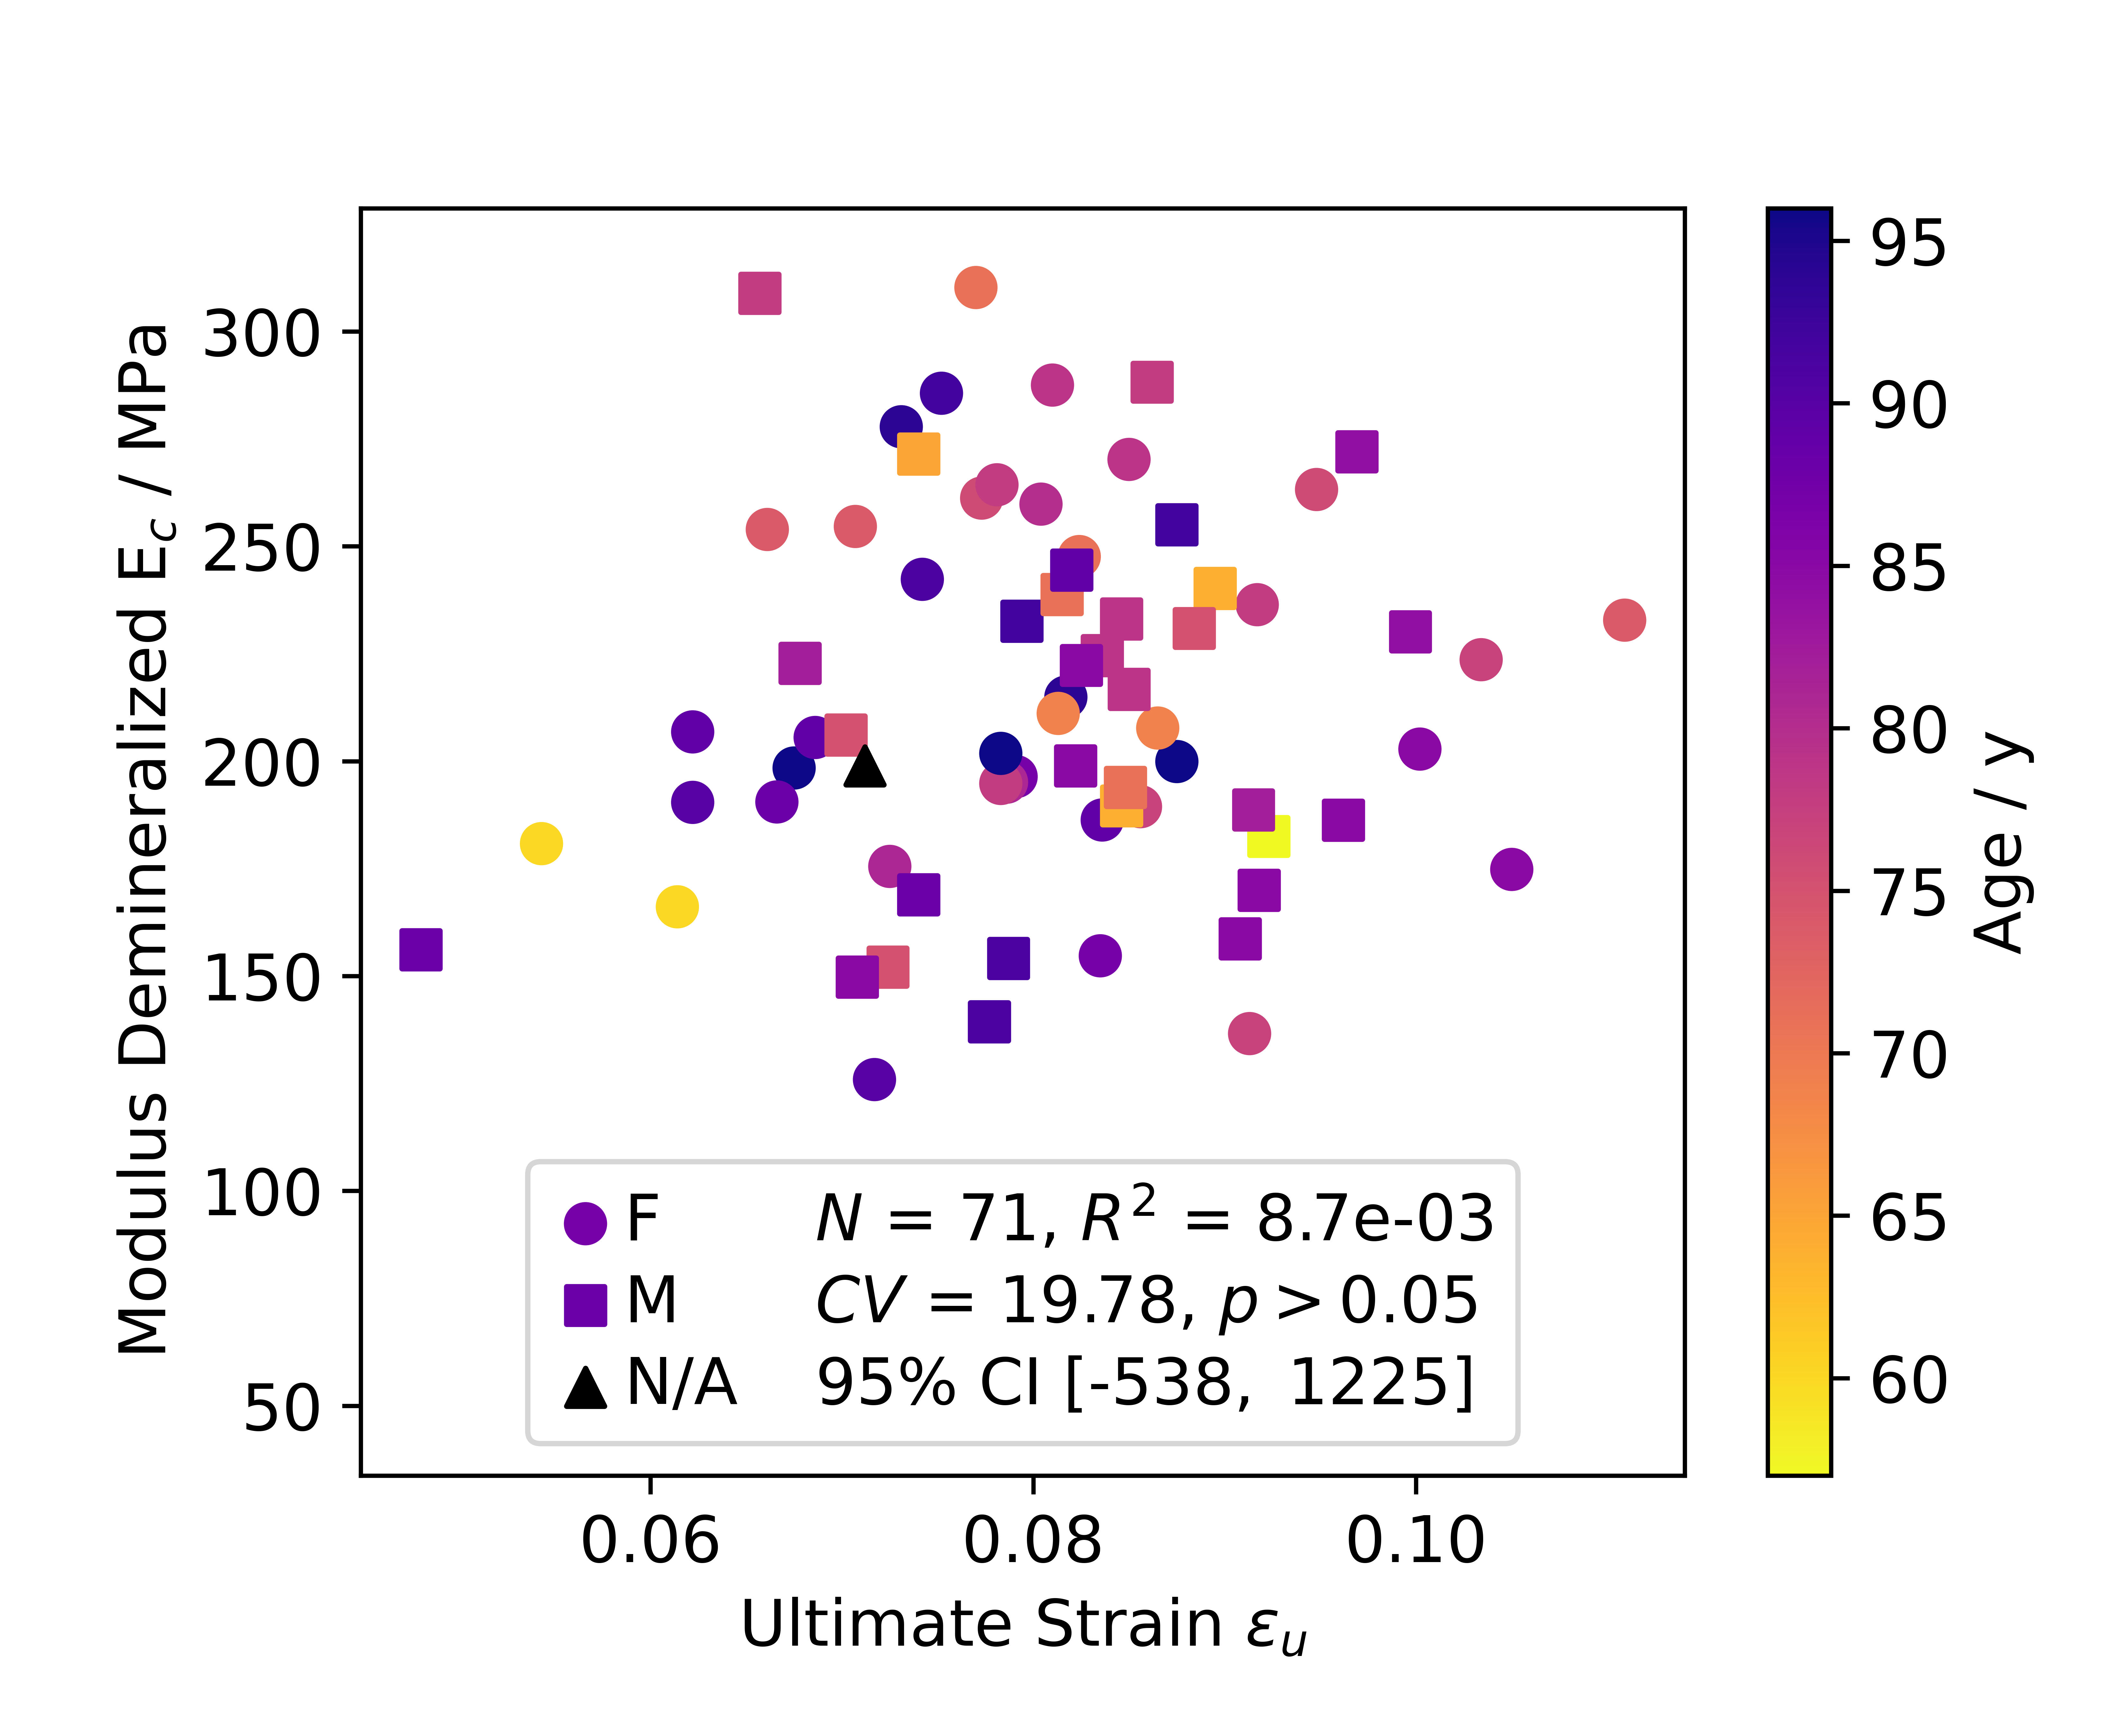 Modulus Demineralized E_c / MPa
300
250
200
150
100
50
F N = 71, R² = 8.7e-03
M CV = 19.78, p > 0.05
N/A 95% CI [-538, 1225]
0.06 0.08 0.10
Ultimate Strain ε_u
95
90
85
80
75
70
65
60
Age / y